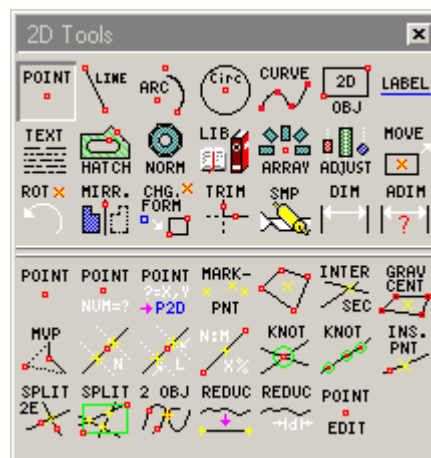 2D Tools
POINT LINE ARC Circ CURVE 2D OBJ LABEL
TEXT HATCH NORM LIB ARRAY ADJUST MOVE
ROT MIRR. CHG. FORM TRIM SMP DIM ADIM ?
POINT POINT NUM=? POINT ?=X,Y P2D MARK- PNT INTER SEC GRAV CENT
MVP N L N:M X% KNOT KNOT INS. PNT
SPLIT 2E SPLIT 2 OBJ REDUC REDUC d POINT EDIT